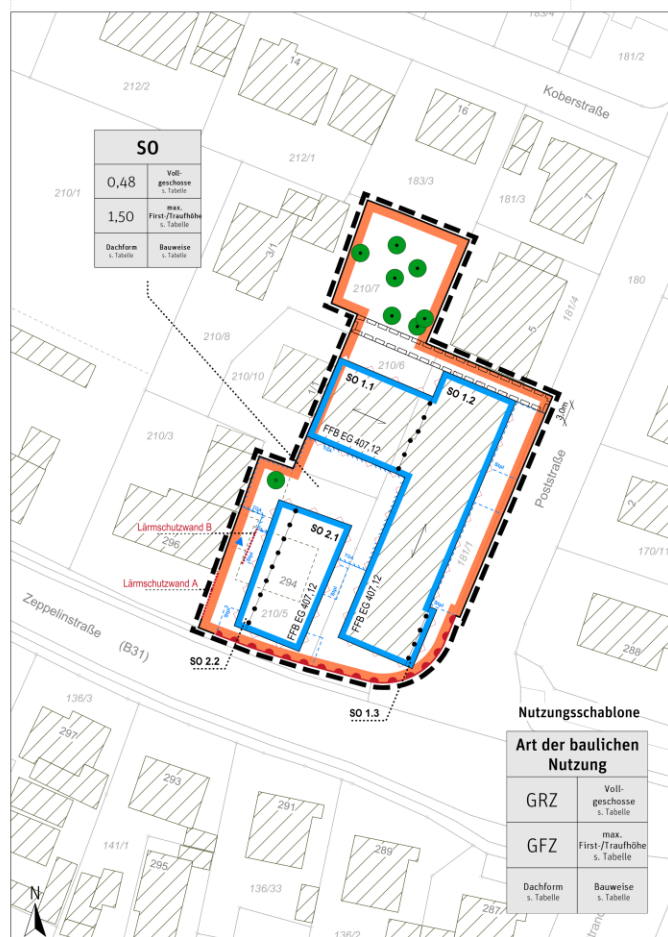 183/4
181/2
212/2
14
Koberstraße
16
SO
0,48
Voll-
geschosse
s. Tabelle
1,50
max.
First-/Traufhöhe
s. Tabelle
Dachform
s. Tabelle
Bauweise
s. Tabelle
212/1
210/1
183/3
181/3
7
3/1
180
210/7
181/4
5
210/8
210/6
210/10
SO 1.1
SO 1.2
3.0m
FFB EG 407,12
210/3
Poststraße
Lärmschutzwand B
296
SO 2.1
2
170/11
Lärmschutzwand A
294
181/1
FFB EG 407,12
FFB EG 407,12
210/5
Zeppelinstraße (B31)
288
SO 2.2
SO 1.3
136/3
297
293
291
289
295
141/1
136/33
136/2
287
N
Nutzungsschablone
Art der baulichen
Nutzung
GRZ
Voll-
geschosse
s. Tabelle
GFZ
max.
First-/Traufhöhe
s. Tabelle
Dachform
s. Tabelle
Bauweise
s. Tabelle